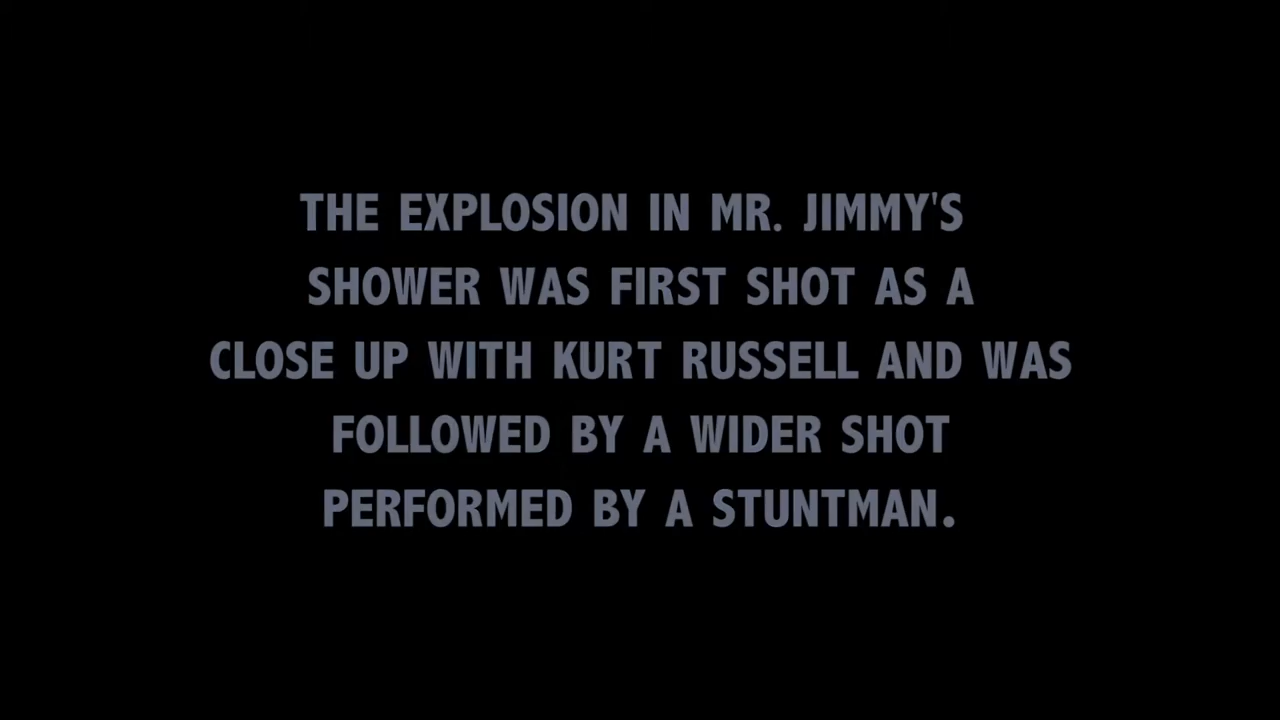 THE EXPLOSION IN MR. JIMMY'S
SHOWER WAS FIRST SHOT AS A
CLOSE UP WITH KURT RUSSELL AND WAS
FOLLOWED BY A WIDER SHOT
PERFORMED BY A STUNTMAN.